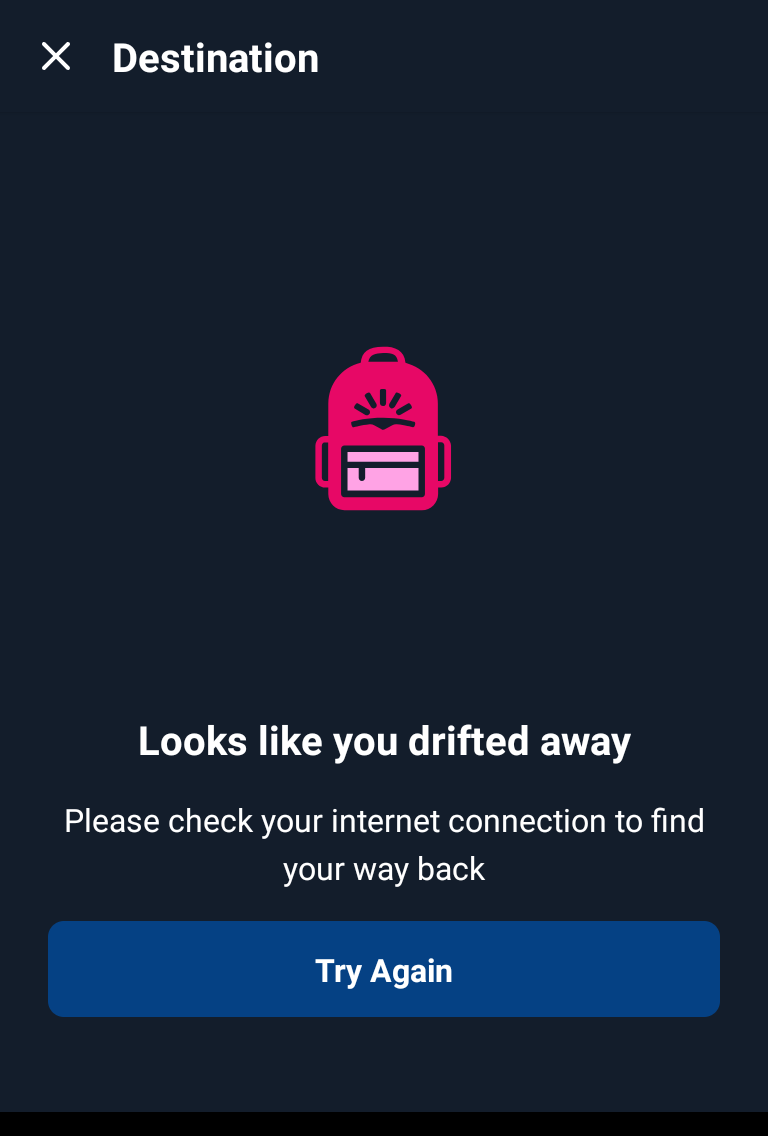 Destination
Looks like you drifted away
Please check your internet connection to find
your way back
Try Again